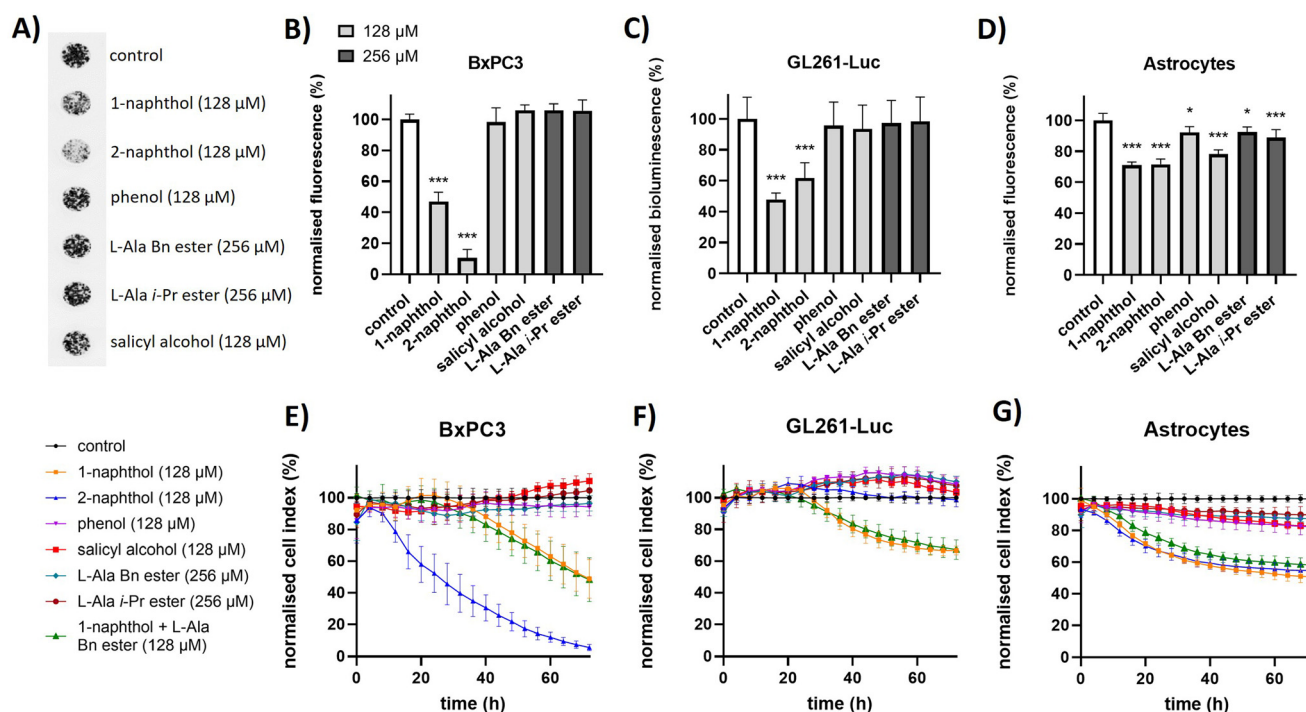 A)
control
1-naphthol (128 µM)
2-naphthol (128 µM)
phenol (128 µM)
L-Ala Bn ester (256 µM)
L-Ala i-Pr ester (256 µM)
salicyl alcohol (128 µM)
B)
128 µM
256 µM
BxPC3
normalised fluorescence (%)
100
80
60
40
20
0
***
***
control
1-naphthol
2-naphthol
phenol
salicyl alcohol
L-Ala Bn ester
L-Ala i-Pr ester
C)
GL261-Luc
normalised bioluminescence (%)
100
80
60
40
20
0
***
***
control
1-naphthol
2-naphthol
phenol
salicyl alcohol
L-Ala Bn ester
L-Ala i-Pr ester
D)
Astrocytes
normalised fluorescence (%)
100
80
60
40
20
0
***
***
*
***
*
***
control
1-naphthol
2-naphthol
phenol
salicyl alcohol
L-Ala Bn ester
L-Ala i-Pr ester
control
1-naphthol (128 µM)
2-naphthol (128 µM)
phenol (128 µM)
salicyl alcohol (128 µM)
L-Ala Bn ester (256 µM)
L-Ala i-Pr ester (256 µM)
1-naphthol + L-Ala
Bn ester (128 µM)
E)
BxPC3
normalised cell index (%)
100
80
60
40
20
0
0
20
40
60
time (h)
F)
GL261-Luc
normalised cell index (%)
100
80
60
40
20
0
0
20
40
60
time (h)
G)
Astrocytes
normalised cell index (%)
100
80
60
40
20
0
0
20
40
60
time (h)